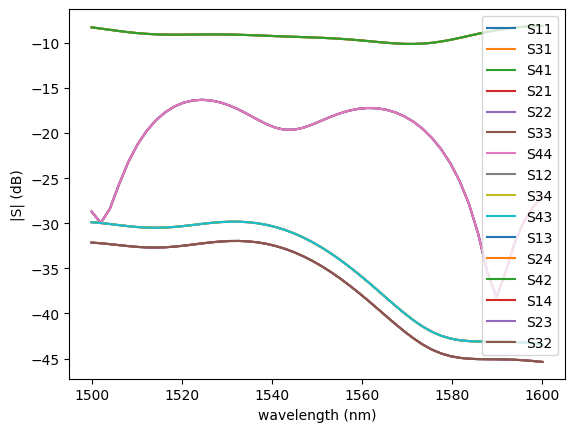 |S| (dB)
−10
−15
−20
−25
−30
−35
−40
−45
1500
1520
1540
1560
1580
1600
wavelength (nm)
S11
S31
S41
S21
S22
S33
S44
S12
S34
S43
S13
S24
S42
S14
S23
S32